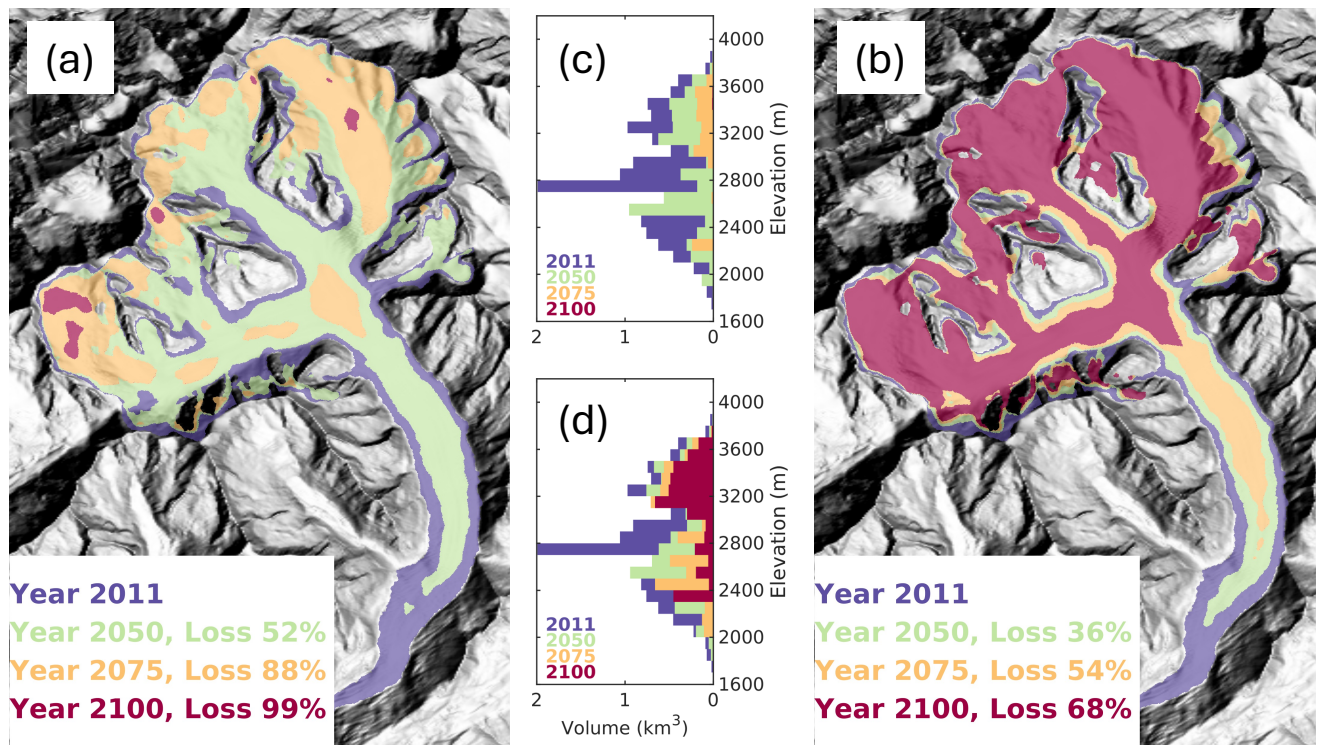 (a)
Year 2011
Year 2050, Loss 52%
Year 2075, Loss 88%
Year 2100, Loss 99%
(c)
4000
3600
3200
2800
2400
2000
1600
Elevation (m)
2011
2050
2075
2100
2
1
0
(d)
4000
3600
3200
2800
2400
2000
1600
Elevation (m)
2011
2050
2075
2100
2
1
0
Volume (km³)
(b)
Year 2011
Year 2050, Loss 36%
Year 2075, Loss 54%
Year 2100, Loss 68%